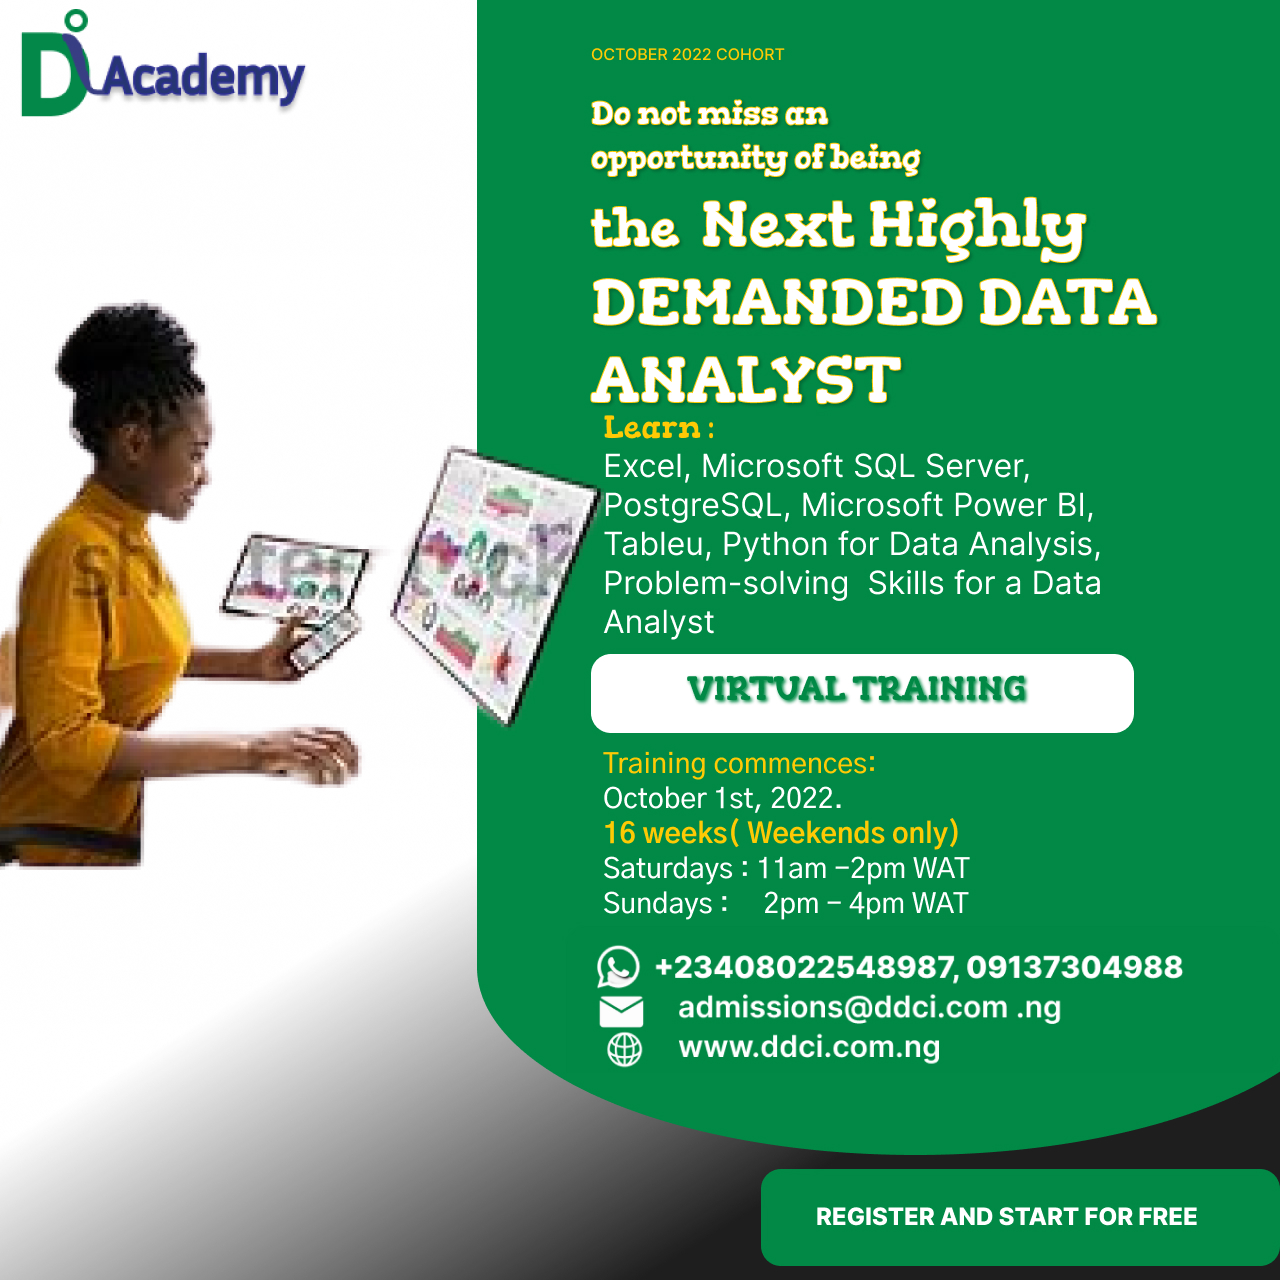 Di Academy
OCTOBER 2022 COHORT
Do not miss an
opportunity of being
the Next Highly
DEMANDED DATA
ANALYST
Learn :
Excel, Microsoft SQL Server,
PostgreSQL, Microsoft Power BI,
Tableu, Python for Data Analysis,
Problem-solving Skills for a Data
Analyst
VIRTUAL TRAINING
Training commences:
October 1st, 2022.
16 weeks( Weekends only)
Saturdays : 11am -2pm WAT
Sundays : 2pm - 4pm WAT
+23408022548987, 09137304988
admissions@ddci.com .ng
www.ddci.com.ng
REGISTER AND START FOR FREE